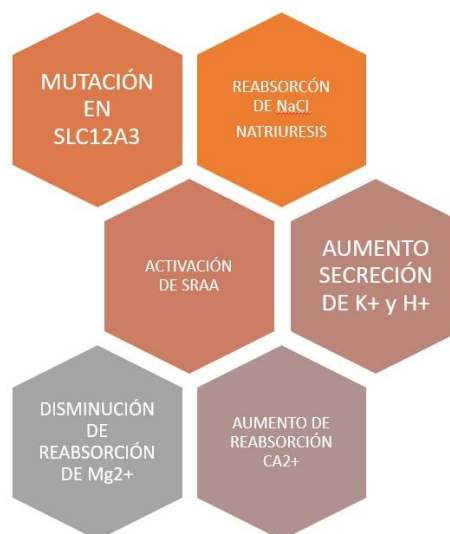 MUTACIÓN
EN
SLC12A3
REABSORCÓN
DE NaCl
NATRIURESIS
ACTIVACIÓN
DE SRAA
AUMENTO
SECRECIÓN
DE K+ y H+
DISMINUCIÓN
DE
REABSORCIÓN
DE Mg2+
AUMENTO DE
REABSORCIÓN
CA2+